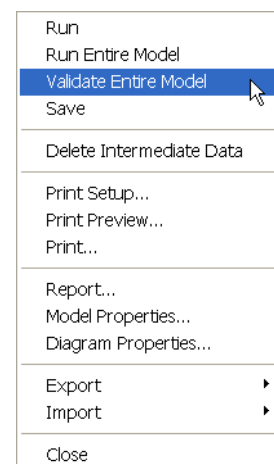 Run
Run Entire Model
Validate Entire Model
Save
Delete Intermediate Data
Print Setup...
Print Preview...
Print...
Report...
Model Properties...
Diagram Properties...
Export
Import
Close